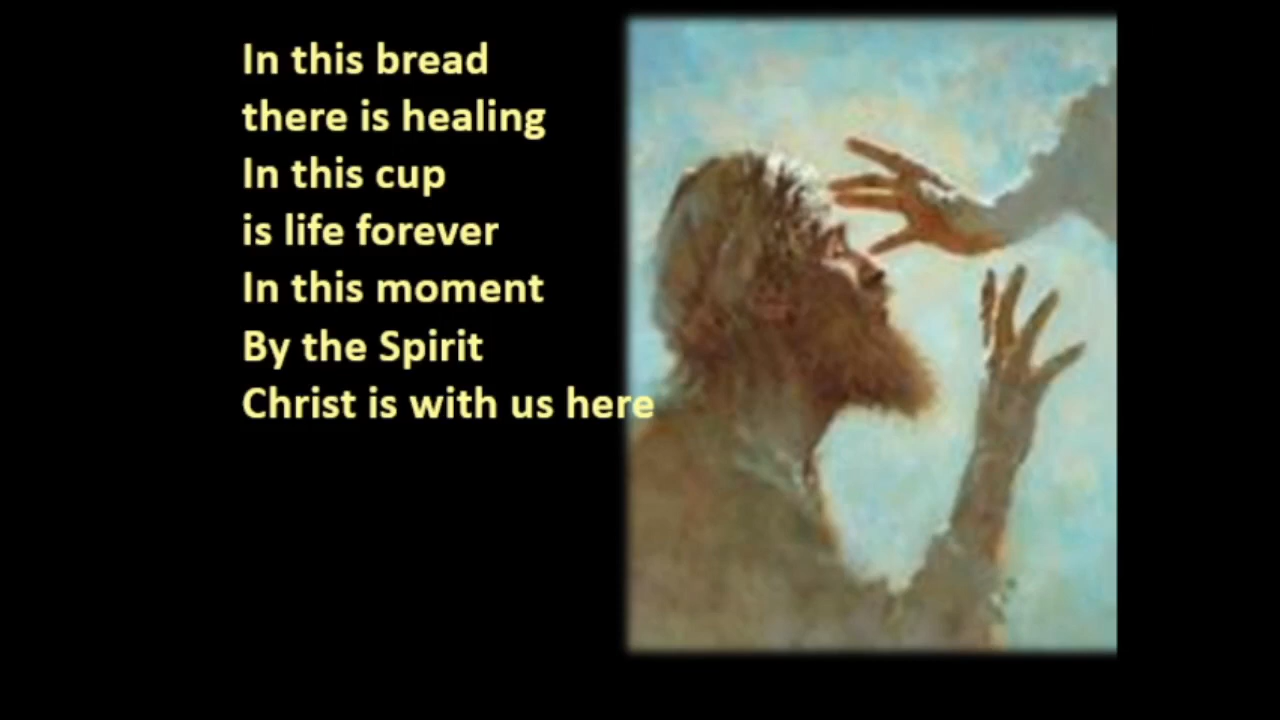 In this bread
there is healing
In this cup
is life forever
In this moment
By the Spirit
Christ is with us here